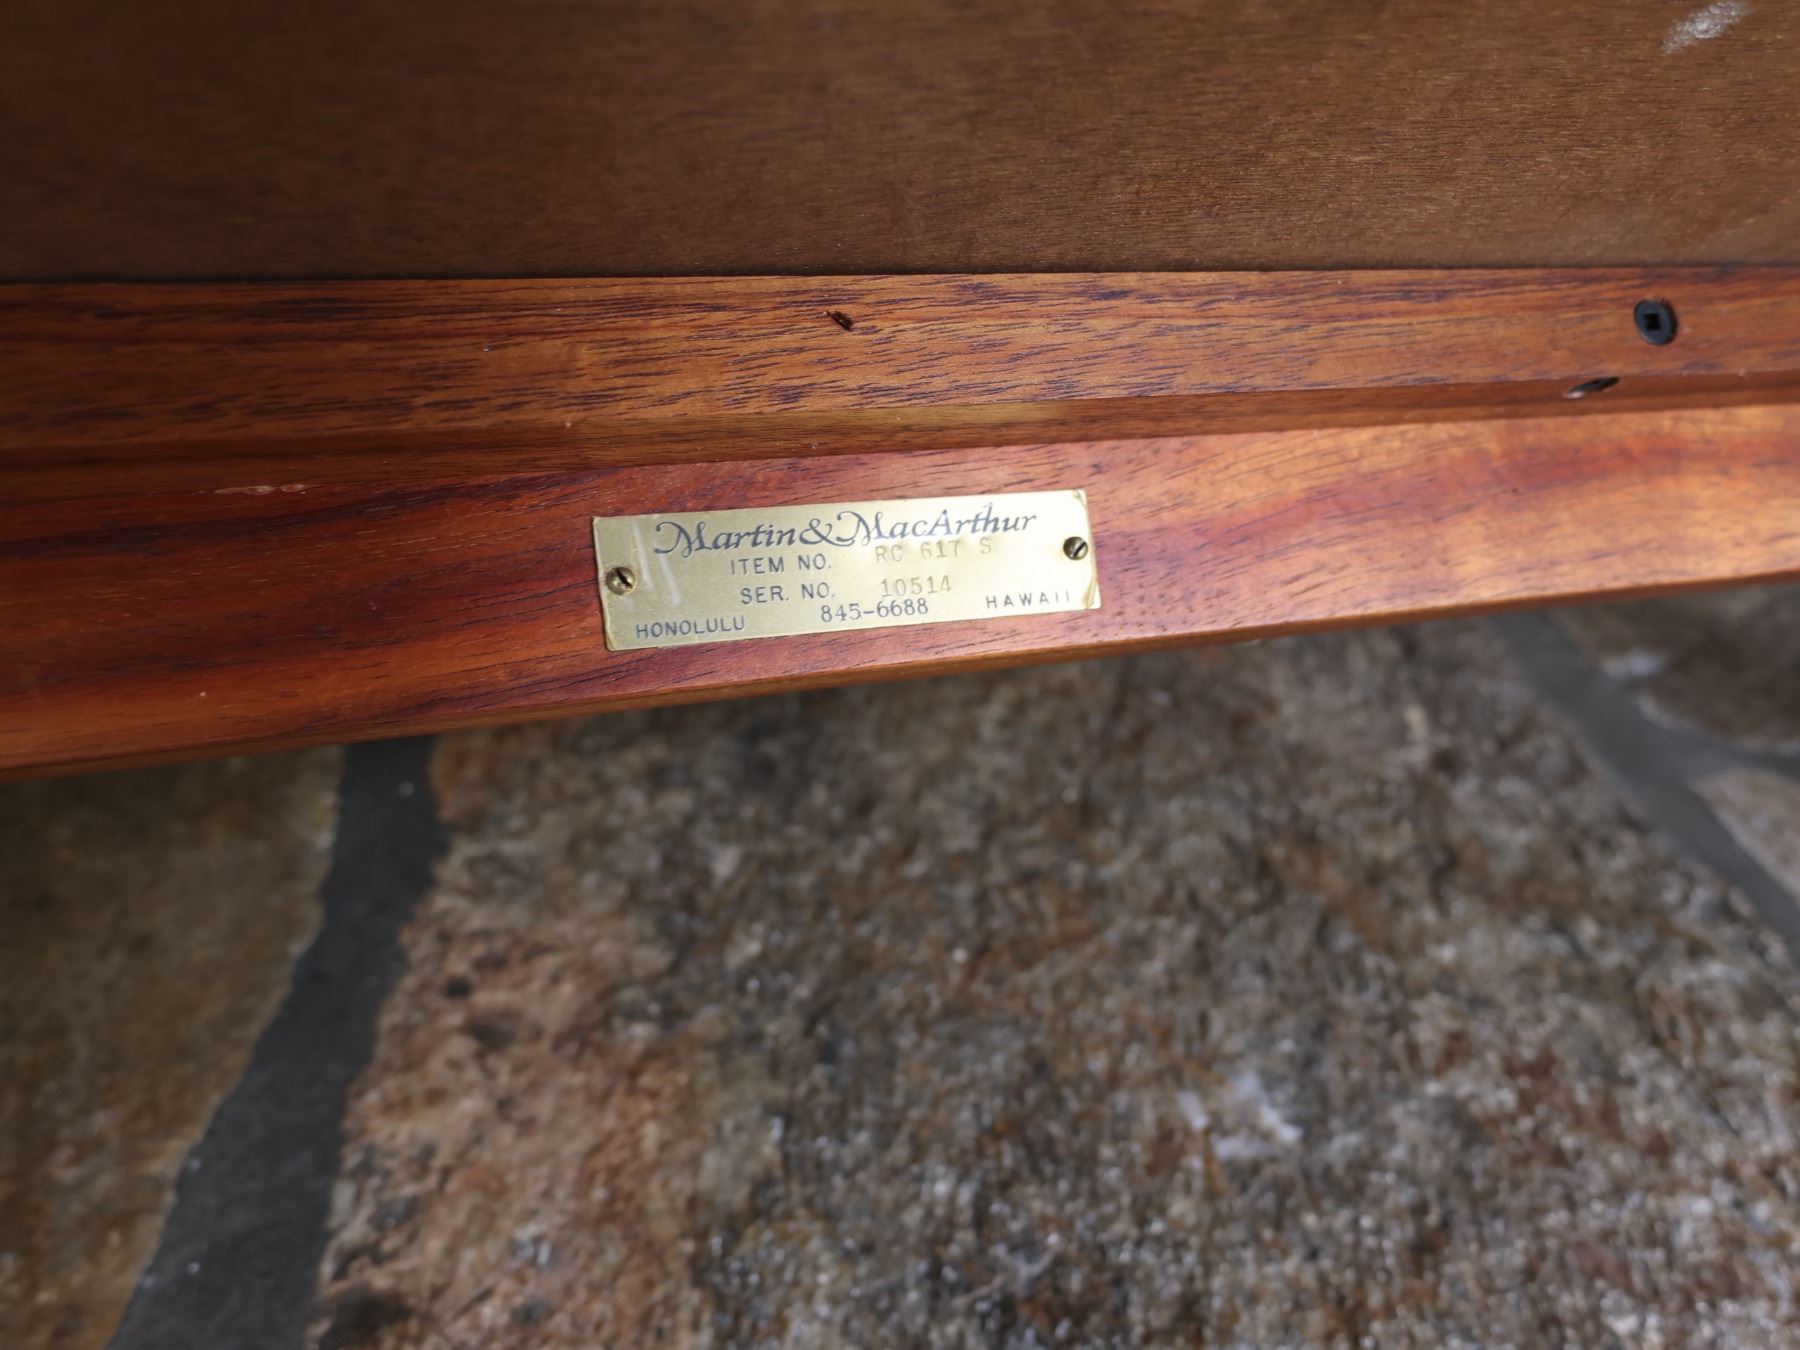 Martin & MacArthur
ITEM NO. RC 617 S
SER. NO. 10514
HONOLULU 845-6688 HAWAII